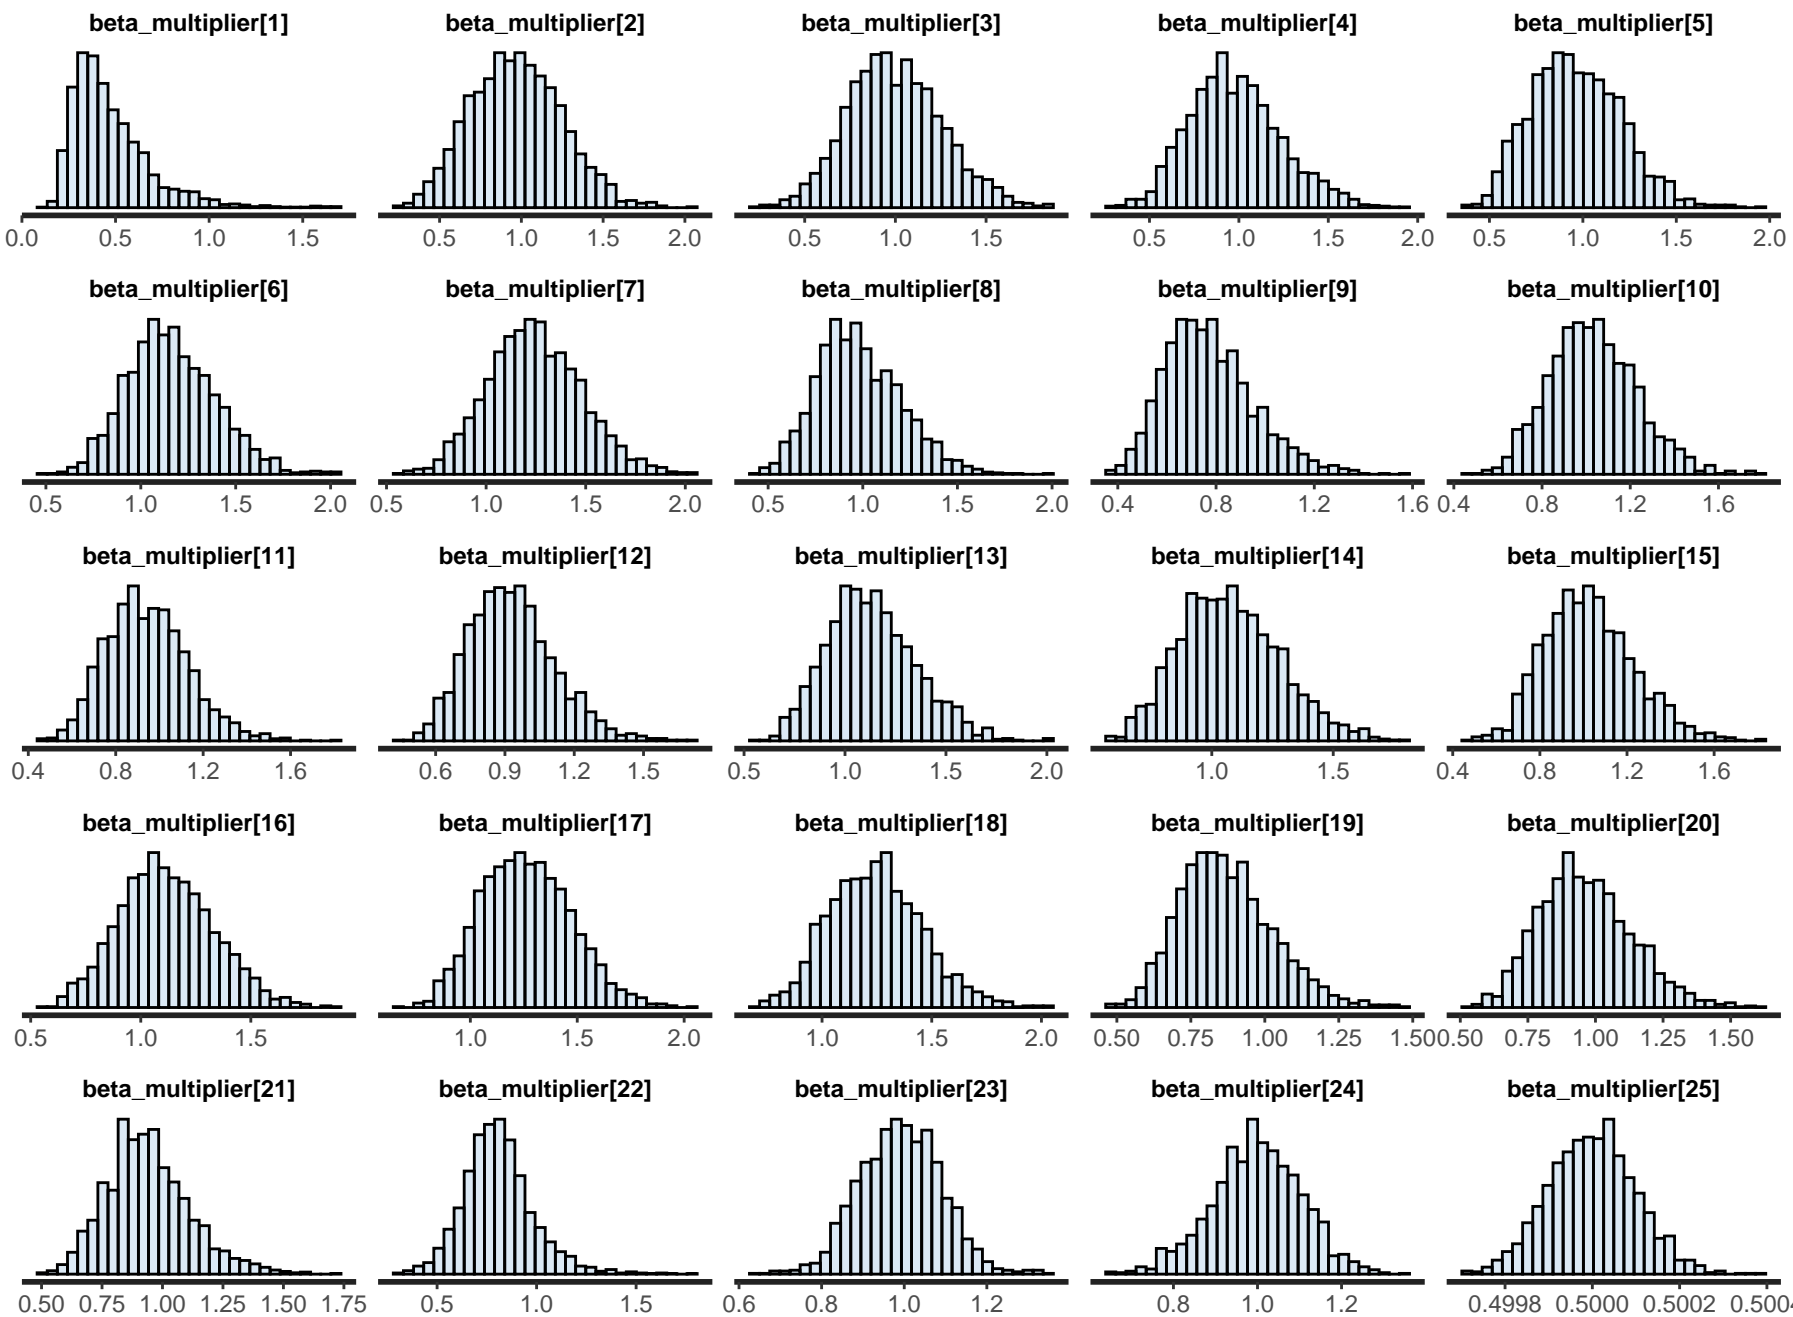 beta_multiplier[1] beta_multiplier[2] beta_multiplier[3] beta_multiplier[4] beta_multiplier[5]
0.0 0.5 1.0 1.5 0.5 1.0 1.5 2.0 0.5 1.0 1.5 0.5 1.0 1.5 2.0 0.5 1.0 1.5 2.0
beta_multiplier[6] beta_multiplier[7] beta_multiplier[8] beta_multiplier[9] beta_multiplier[10]
0.5 1.0 1.5 2.0 0.5 1.0 1.5 2.0 0.5 1.0 1.5 2.0 0.4 0.8 1.2 1.6 0.4 0.8 1.2 1.6
beta_multiplier[11] beta_multiplier[12] beta_multiplier[13] beta_multiplier[14] beta_multiplier[15]
0.4 0.8 1.2 1.6 0.6 0.9 1.2 1.5 0.5 1.0 1.5 2.0 1.0 1.5 0.4 0.8 1.2 1.6
beta_multiplier[16] beta_multiplier[17] beta_multiplier[18] beta_multiplier[19] beta_multiplier[20]
0.5 1.0 1.5 1.0 1.5 2.0 1.0 1.5 2.0 0.50 0.75 1.00 1.25 1.50 0.50 0.75 1.00 1.25 1.50
beta_multiplier[21] beta_multiplier[22] beta_multiplier[23] beta_multiplier[24] beta_multiplier[25]
0.50 0.75 1.00 1.25 1.50 1.75 0.5 1.0 1.5 0.6 0.8 1.0 1.2 0.8 1.0 1.2 0.4998 0.5000 0.5002